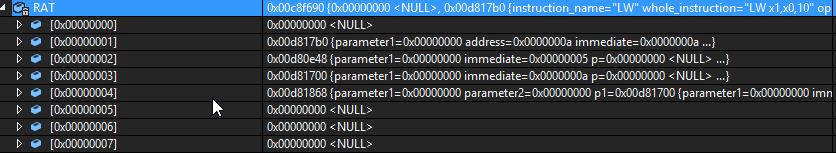 RAT 0x00c8f690 {0x00000000 <NULL>, 0x00d817b0 {instruction_name="LW" whole_instruction="LW x1,x0,10" op
[0x00000000] 0x00000000 <NULL>
[0x00000001] 0x00d817b0 {parameter1=0x00000000 address=0x0000000a immediate=0x0000000a ...}
[0x00000002] 0x00d80e48 {parameter1=0x00000000 immediate=0x00000005 p=0x00000000 <NULL> ...}
[0x00000003] 0x00d81700 {parameter1=0x00000000 immediate=0x0000000a p=0x00000000 <NULL> ...}
[0x00000004] 0x00d81868 {parameter1=0x00000000 parameter2=0x00000000 p1=0x00d81700 {parameter1=0x00000000 imm
[0x00000005] 0x00000000 <NULL>
[0x00000006] 0x00000000 <NULL>
[0x00000007] 0x00000000 <NULL>